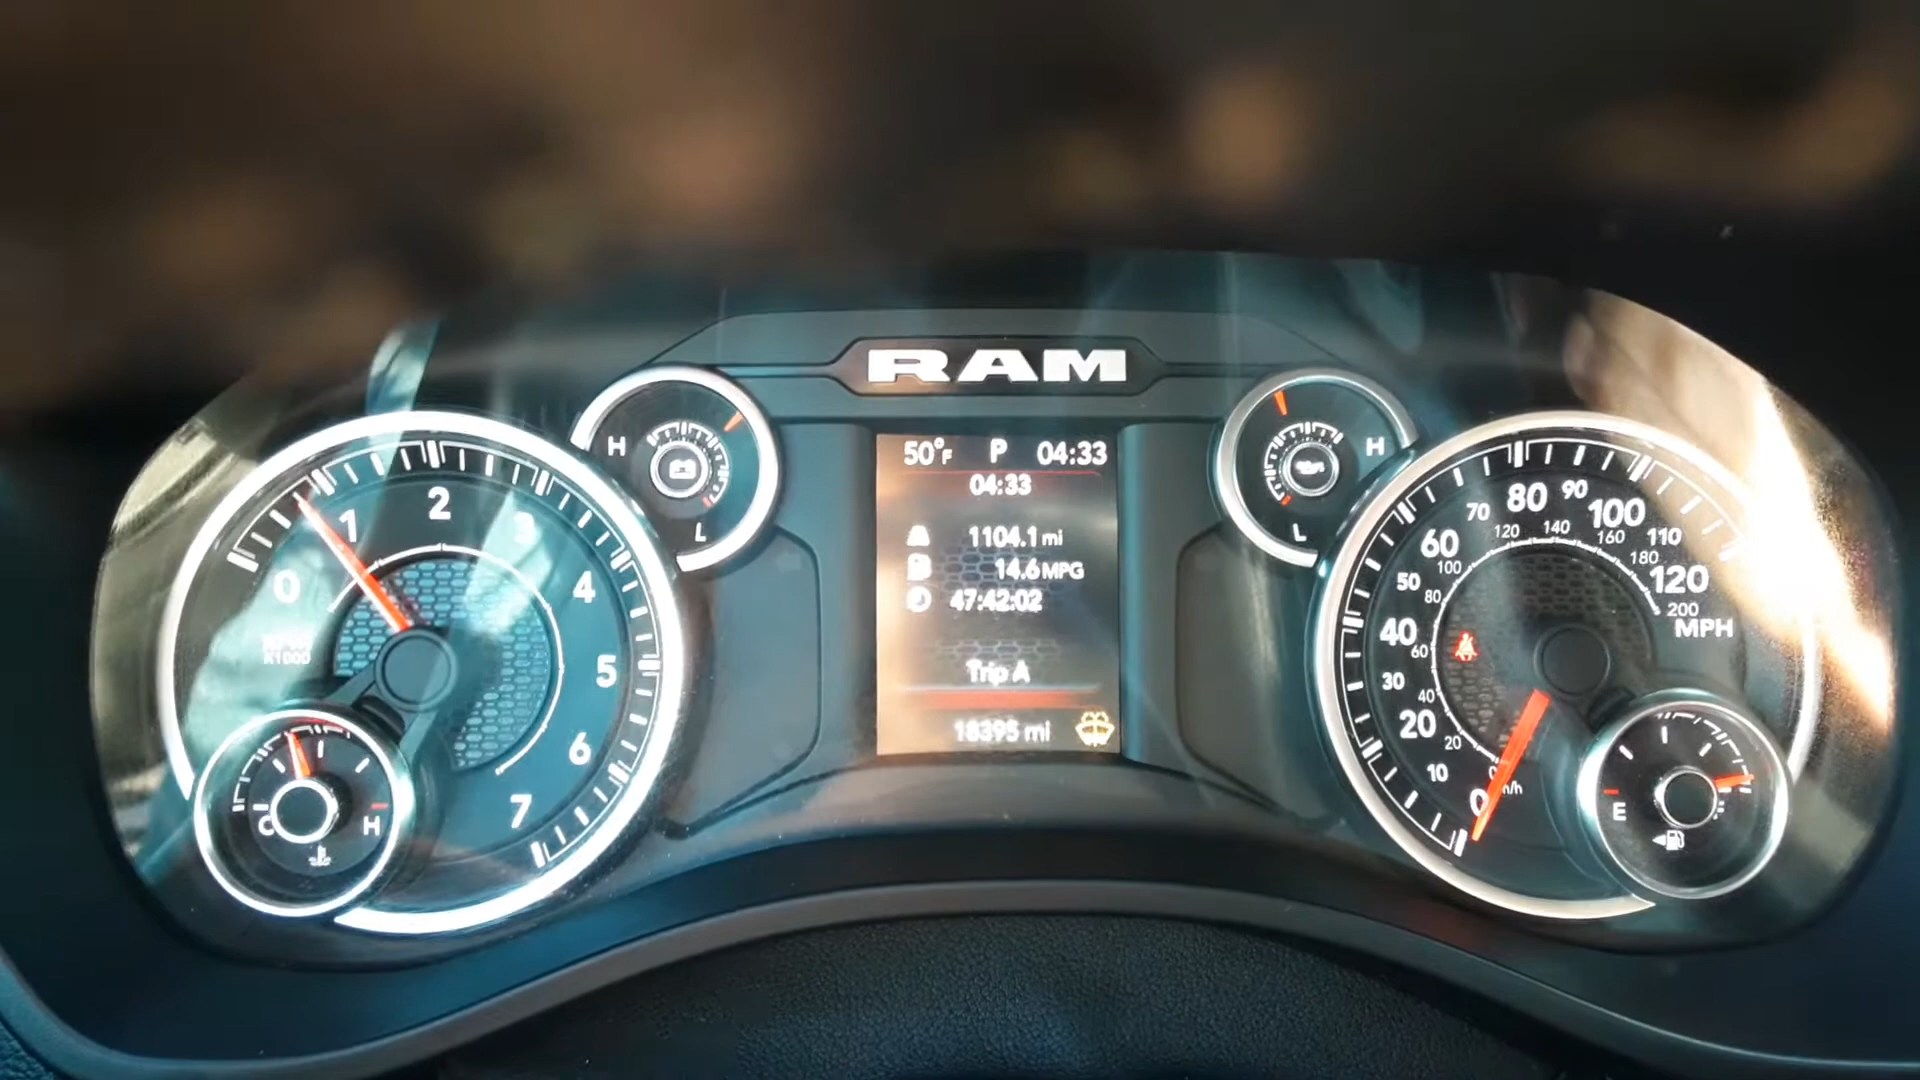 RAM
50°F P 04:33
04:33
1104.1 mi
14.6 MPG
47:42:02
Trip A
18395 mi
H
L
H
L
0
1
2
3
4
5
6
7
X1000
C H
0
10
20
30
40
50
60
70
80
90
100
110
120
MPH
20
40
60
80
100
120
140
160
180
200
E